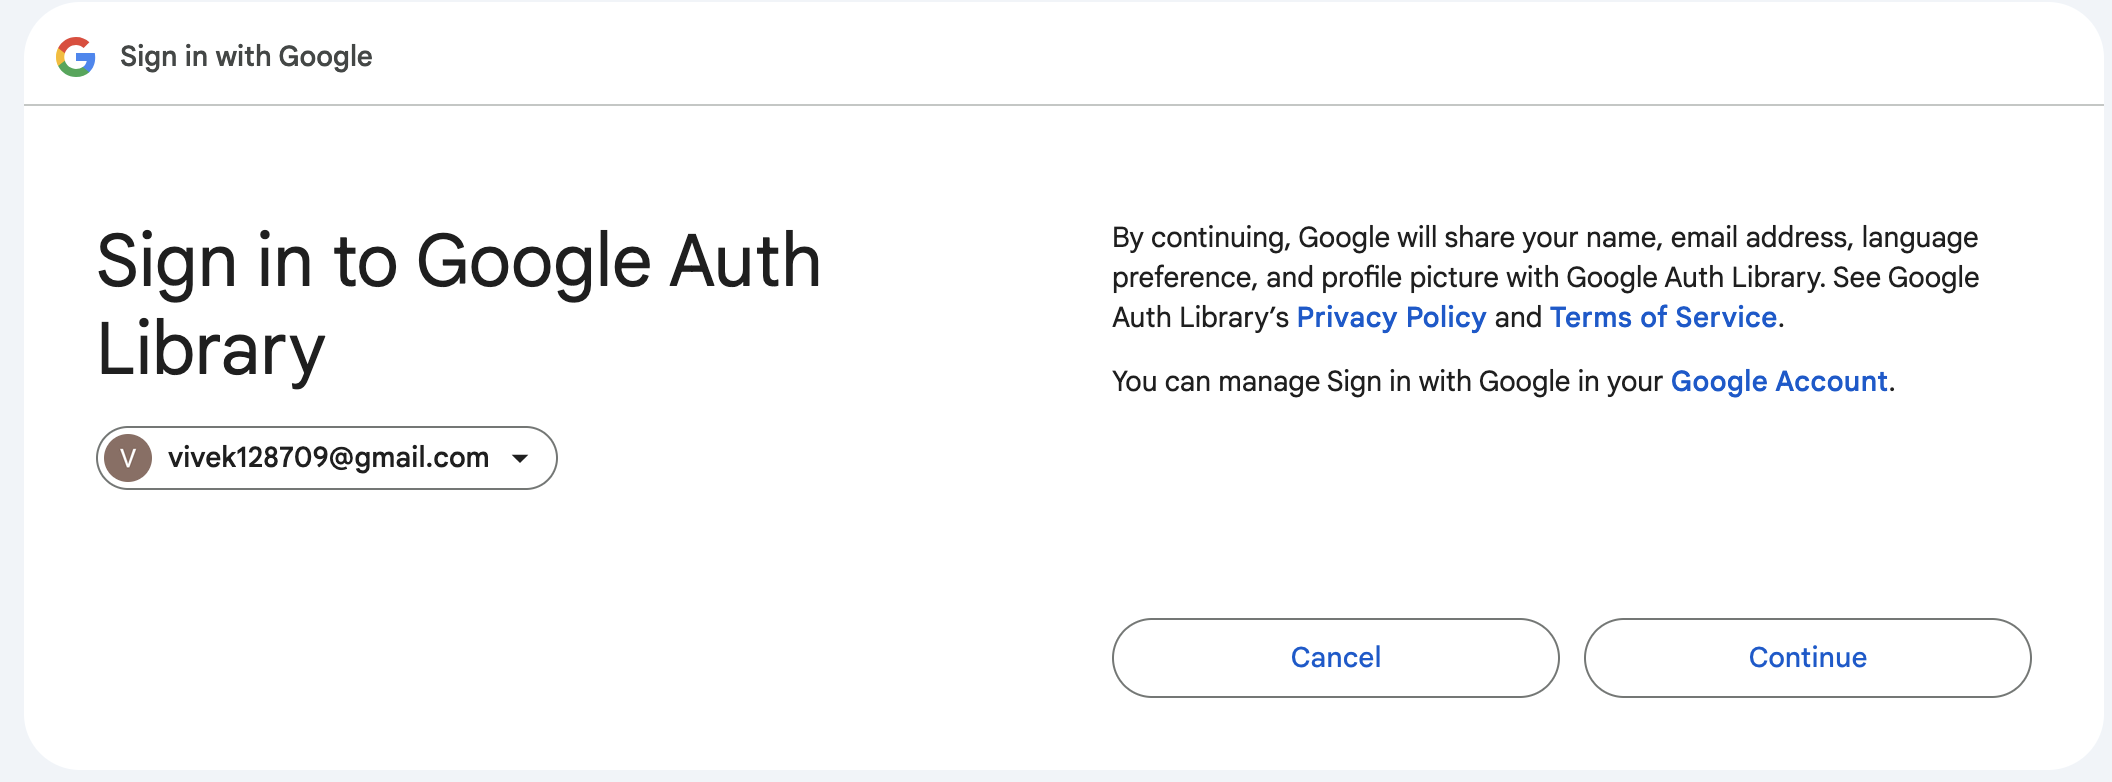 Sign in with Google
Sign in to Google Auth
Library
V vivek128709@gmail.com
By continuing, Google will share your name, email address, language
preference, and profile picture with Google Auth Library. See Google
Auth Library’s Privacy Policy and Terms of Service.
You can manage Sign in with Google in your Google Account.
Cancel
Continue